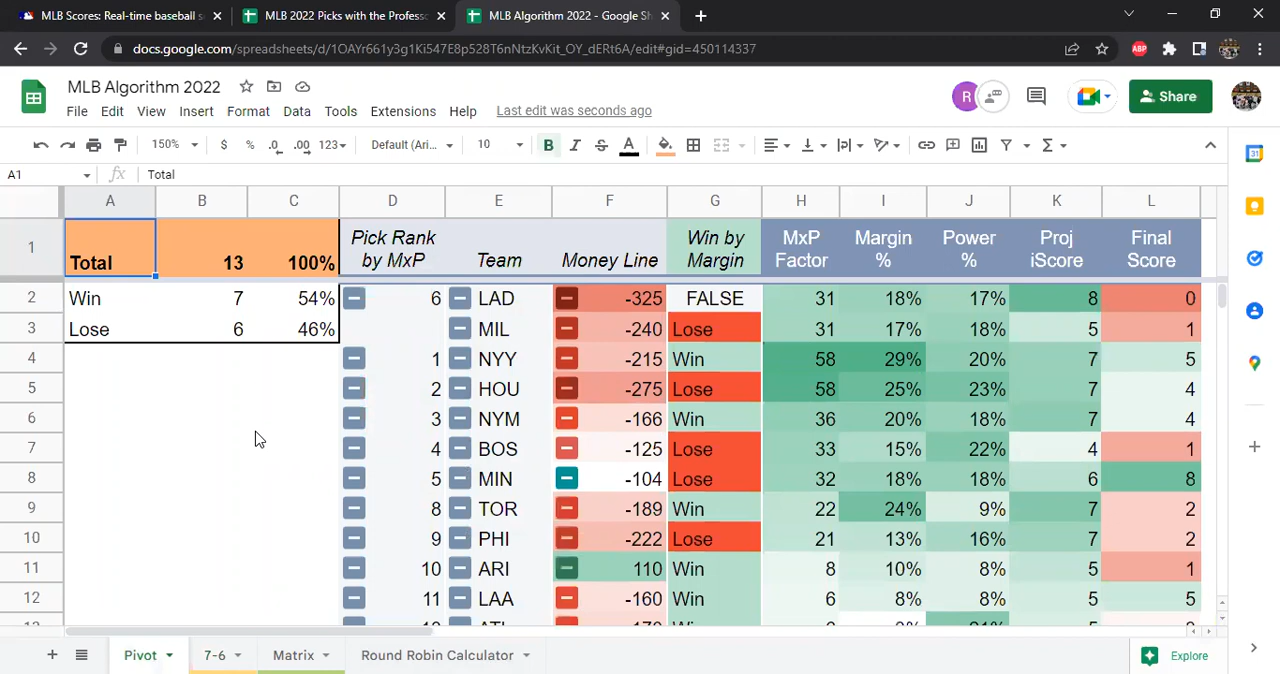 MLB Scores: Real-time baseball s
MLB 2022 Picks with the Professo
MLB Algorithm 2022 - Google Sh
docs.google.com/spreadsheets/d/1OAYr661y3g1Ki547E8p528T6nNtzKvKit_OY_dERt6A/edit#gid=450114337
ABP
MLB Algorithm 2022
File Edit View Insert Format Data Tools Extensions Help Last edit was seconds ago
R
Share
150% $ % .0 .00 123 Default (Ari... 10 B I S A
A1 fx Total
A B C D E F G H I J K L
1 Total 13 100% Pick Rank by MxP Team Money Line Win by Margin MxP Factor Margin % Power % Proj iScore Final Score
2 Win 7 54% 6 LAD -325 FALSE 31 18% 17% 8 0
3 Lose 6 46% MIL -240 Lose 31 17% 18% 5 1
4 1 NYY -215 Win 58 29% 20% 7 5
5 2 HOU -275 Lose 58 25% 23% 7 4
6 3 NYM -166 Win 36 20% 18% 7 4
7 4 BOS -125 Lose 33 15% 22% 4 1
8 5 MIN -104 Lose 32 18% 18% 6 8
9 8 TOR -189 Win 22 24% 9% 7 2
10 9 PHI -222 Lose 21 13% 16% 7 2
11 10 ARI 110 Win 8 10% 8% 5 1
12 11 LAA -160 Win 6 8% 8% 5 5
Pivot 7-6 Matrix Round Robin Calculator Explore